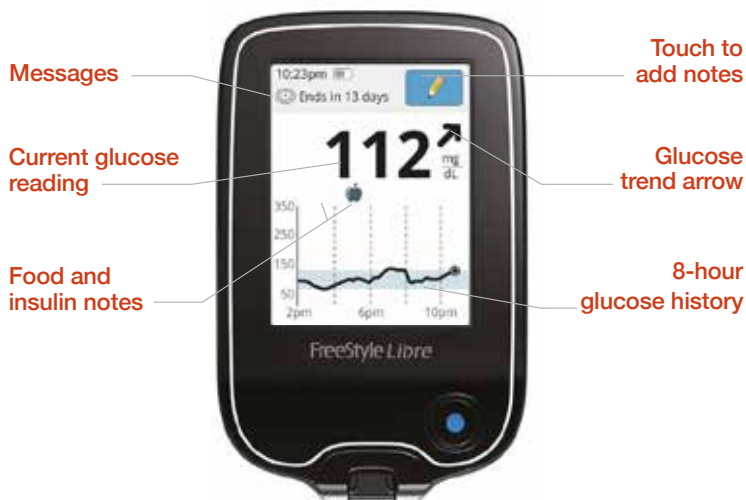 Messages
Current glucose
reading
Food and
insulin notes
10:23pm
Ends in 13 days
112
mg
dL
350
250
150
50
2pm
6pm
10pm
FreeStyle Libre
Touch to
add notes
Glucose
trend arrow
8-hour
glucose history